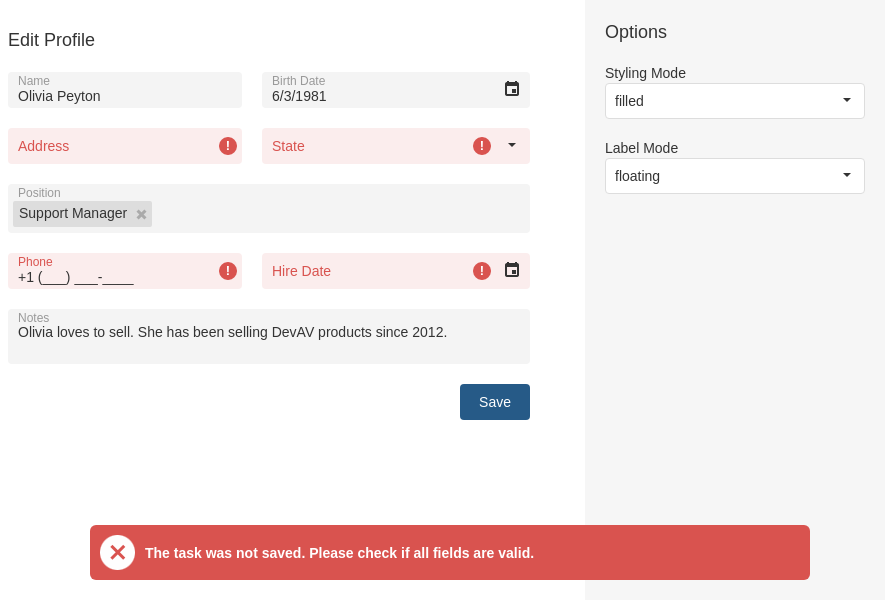 Edit Profile
Options
Name
Olivia Peyton
Birth Date
6/3/1981
Styling Mode
filled
Address
!
State
!
Label Mode
floating
Position
Support Manager
Phone
+1 (___) ___-____
!
Hire Date
!
Notes
Olivia loves to sell. She has been selling DevAV products since 2012.
Save
The task was not saved. Please check if all fields are valid.